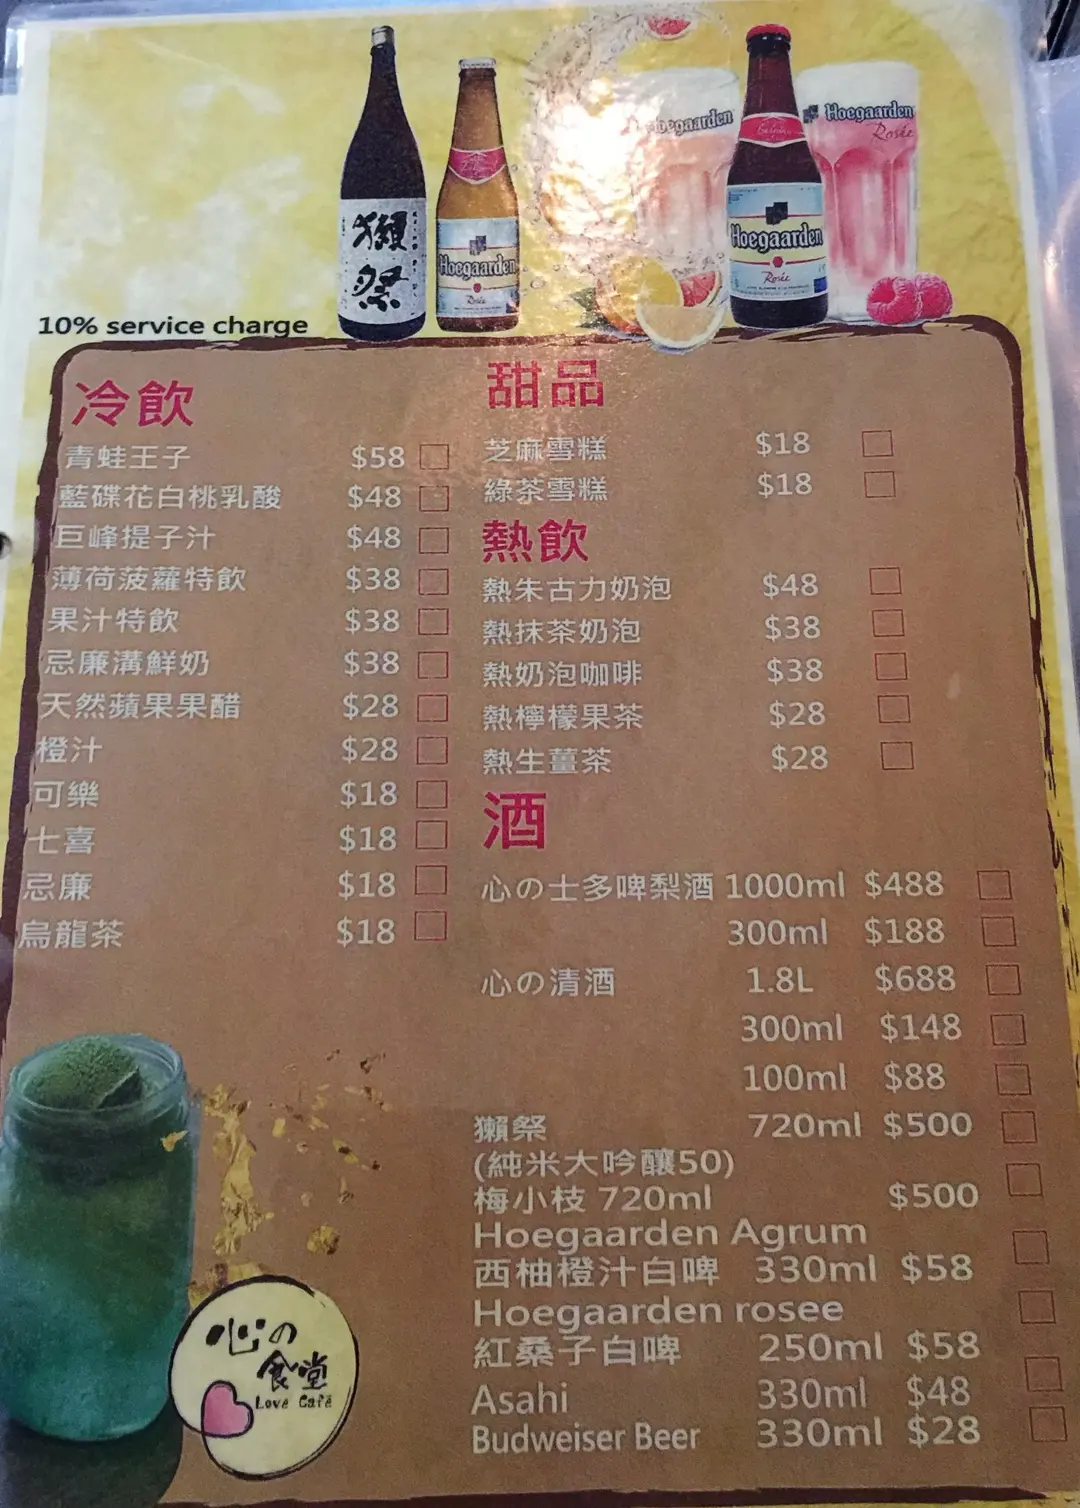 獺祭
Hoegaarden
Rosée
Hoegaarden
Hoegaarden
Rosée
Hoegaarden
Rosée
10% service charge
冷飲
青蛙王子 $58
藍碟花白桃乳酸 $48
巨峰提子汁 $48
薄荷菠蘿特飲 $38
果汁特飲 $38
忌廉溝鮮奶 $38
天然蘋果果醋 $28
橙汁 $28
可樂 $18
七喜 $18
忌廉 $18
烏龍茶 $18
甜品
芝麻雪糕 $18
綠茶雪糕 $18
熱飲
熱朱古力奶泡 $48
熱抹茶奶泡 $38
熱奶泡咖啡 $38
熱檸檬果茶 $28
熱生薑茶 $28
酒
心の士多啤梨酒 1000ml $488
300ml $188
心の清酒 1.8L $688
300ml $148
100ml $88
獺祭 720ml $500
(純米大吟釀50)
梅小枝 720ml $500
Hoegaarden Agrum
西柚橙汁白啤 330ml $58
Hoegaarden rosee
紅桑子白啤 250ml $58
Asahi 330ml $48
Budweiser Beer 330ml $28
心の
食堂
Love Café